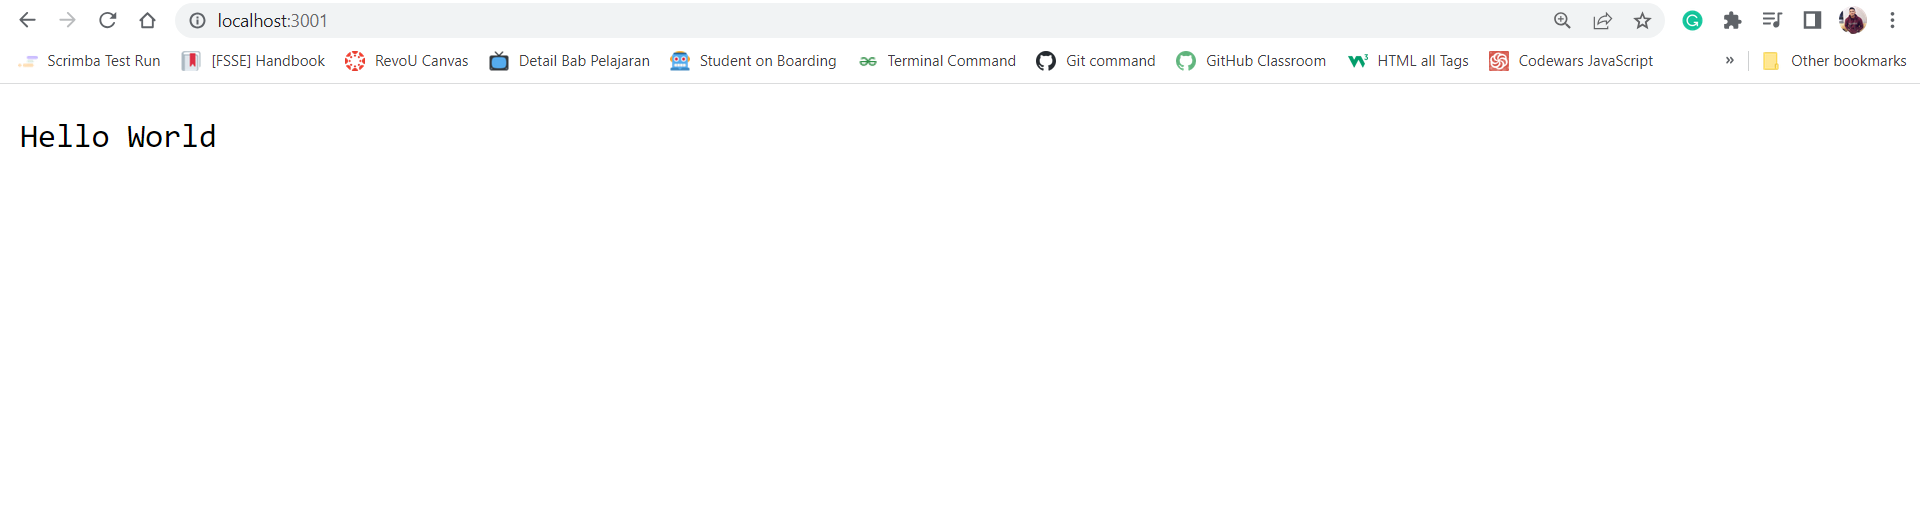 localhost:3001
Scrimba Test Run [FSSE] Handbook RevoU Canvas Detail Bab Pelajaran Student on Boarding Terminal Command Git command GitHub Classroom HTML all Tags Codewars JavaScript » Other bookmarks
Hello World